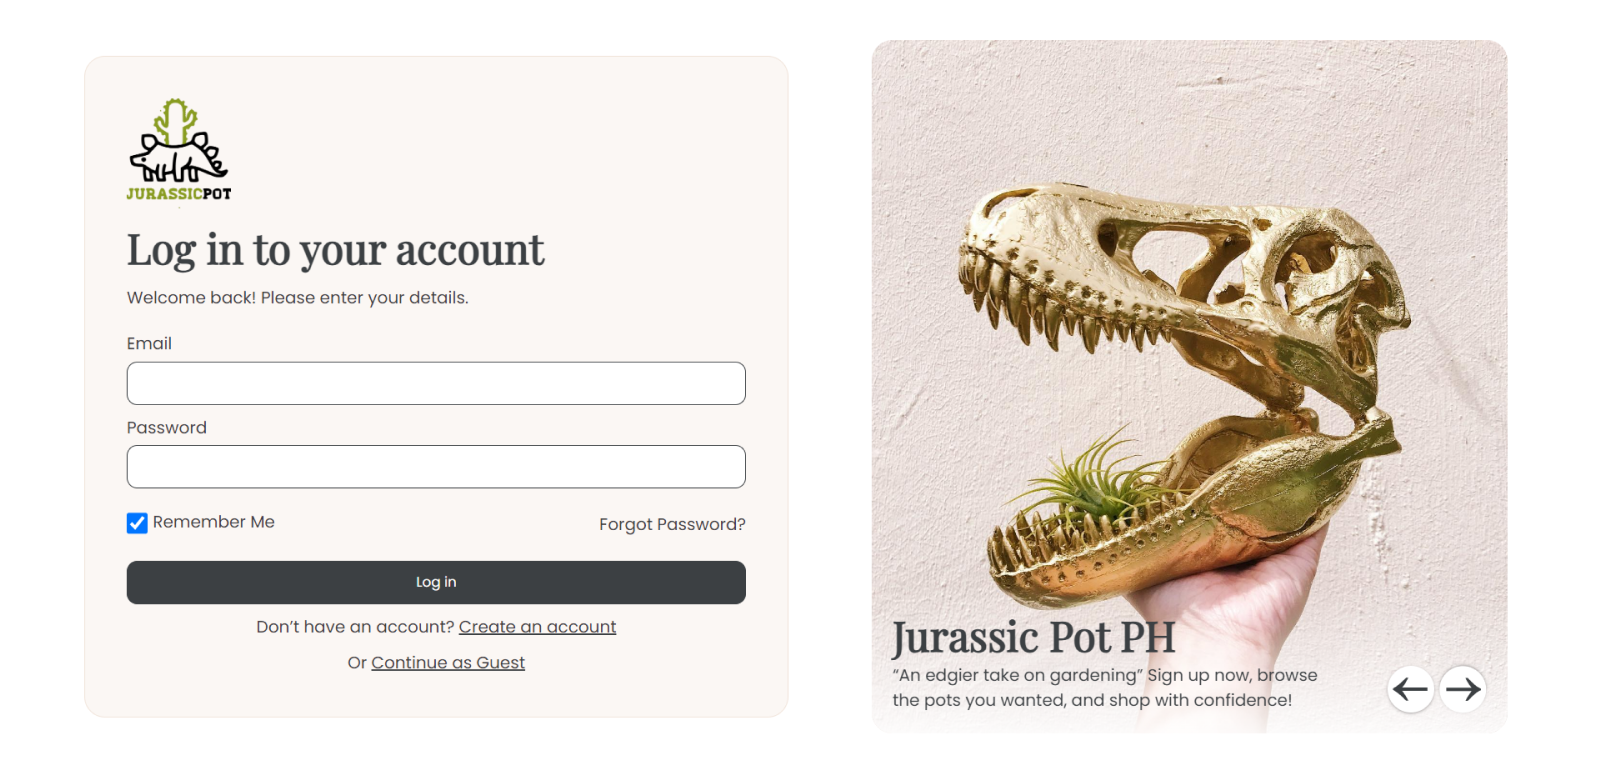 JURASSICPOT
Log in to your account
Welcome back! Please enter your details.
Email
Password
Remember Me
Forgot Password?
Log in
Don’t have an account? Create an account
Or Continue as Guest
Jurassic Pot PH
“An edgier take on gardening” Sign up now, browse
the pots you wanted, and shop with confidence!